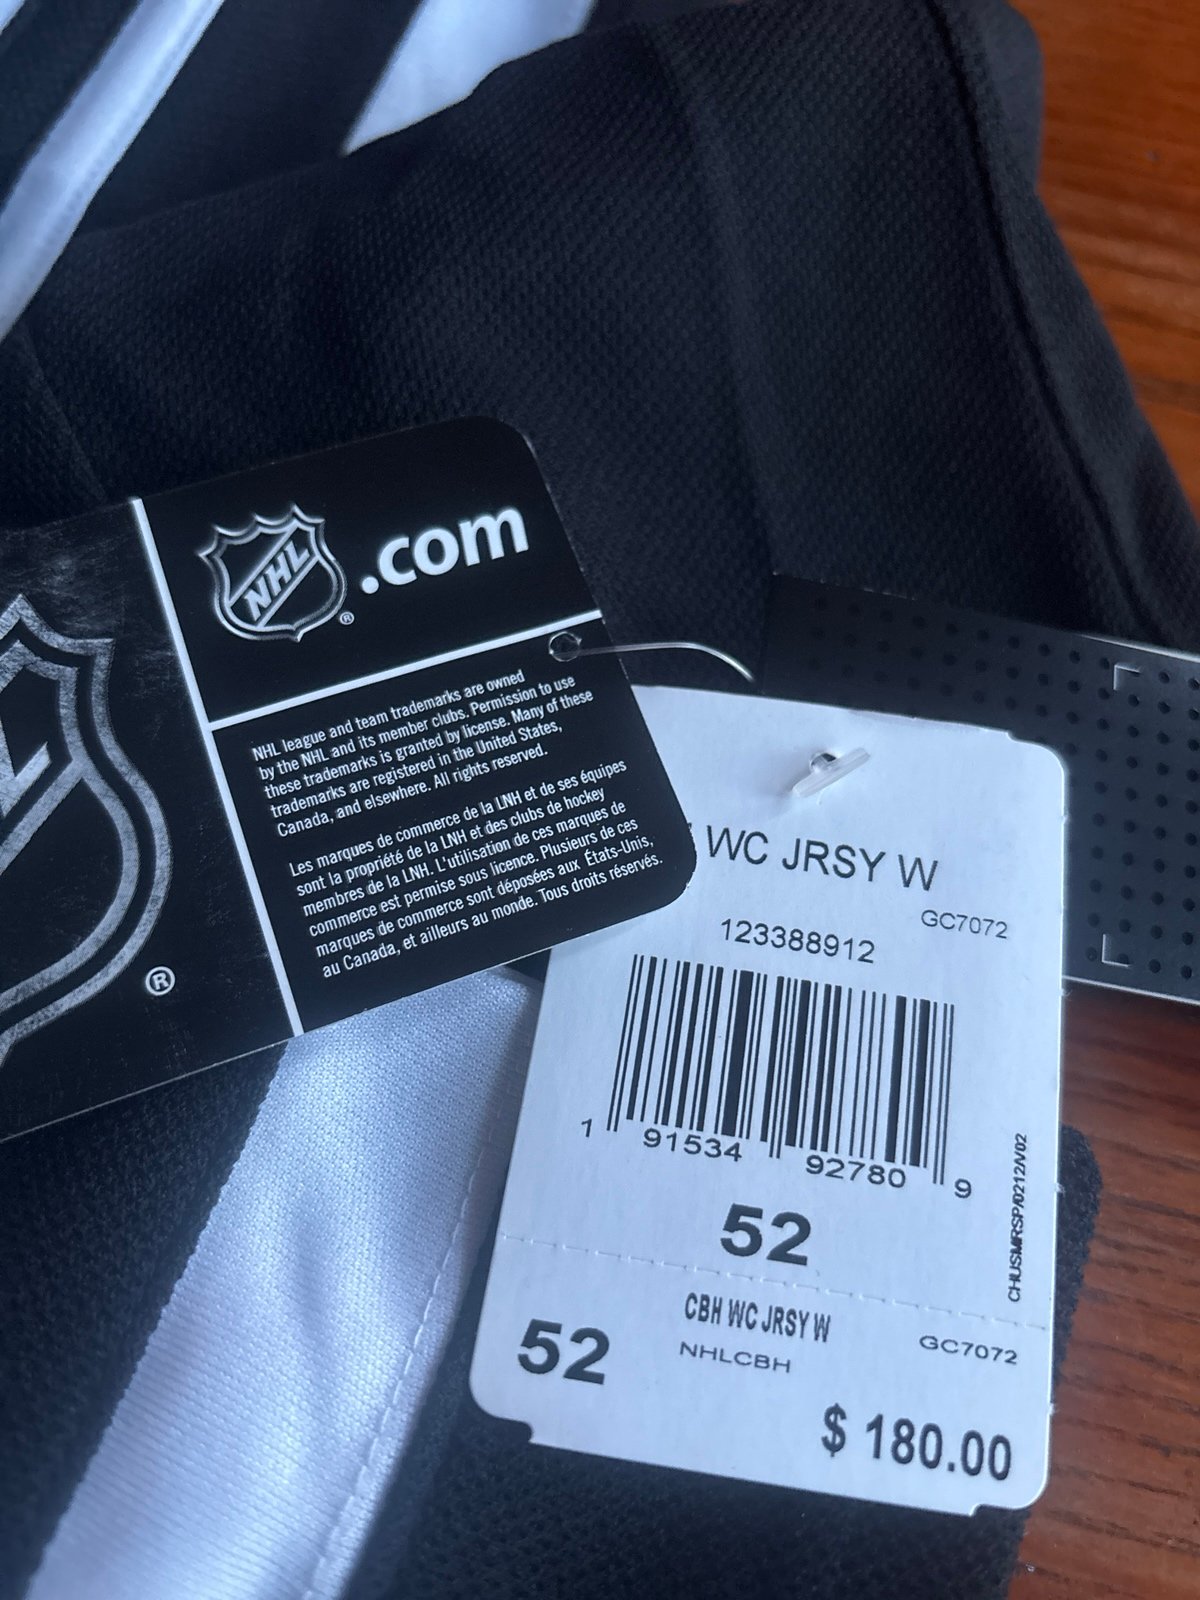 NHL
®
.com
NHL league and team trademarks are owned
by the NHL and its member clubs. Permission to use
these trademarks is granted by license. Many of these
trademarks are registered in the United States,
Canada, and elsewhere. All rights reserved.
Les marques de commerce de la LNH et de ses équipes
sont la propriété de la LNH et des clubs de hockey
membres de la LNH. L'utilisation de ces marques de
commerce est permise sous licence. Plusieurs de ces
marques de commerce sont déposées aux États-Unis,
au Canada, et ailleurs au monde. Tous droits réservés.
®
WC JRSY W
GC7072
123388912
1 91534 92780 9
52
CHUSMRSP/0212/V02
52
CBH WC JRSY W
NHLCBH
GC7072
$ 180.00